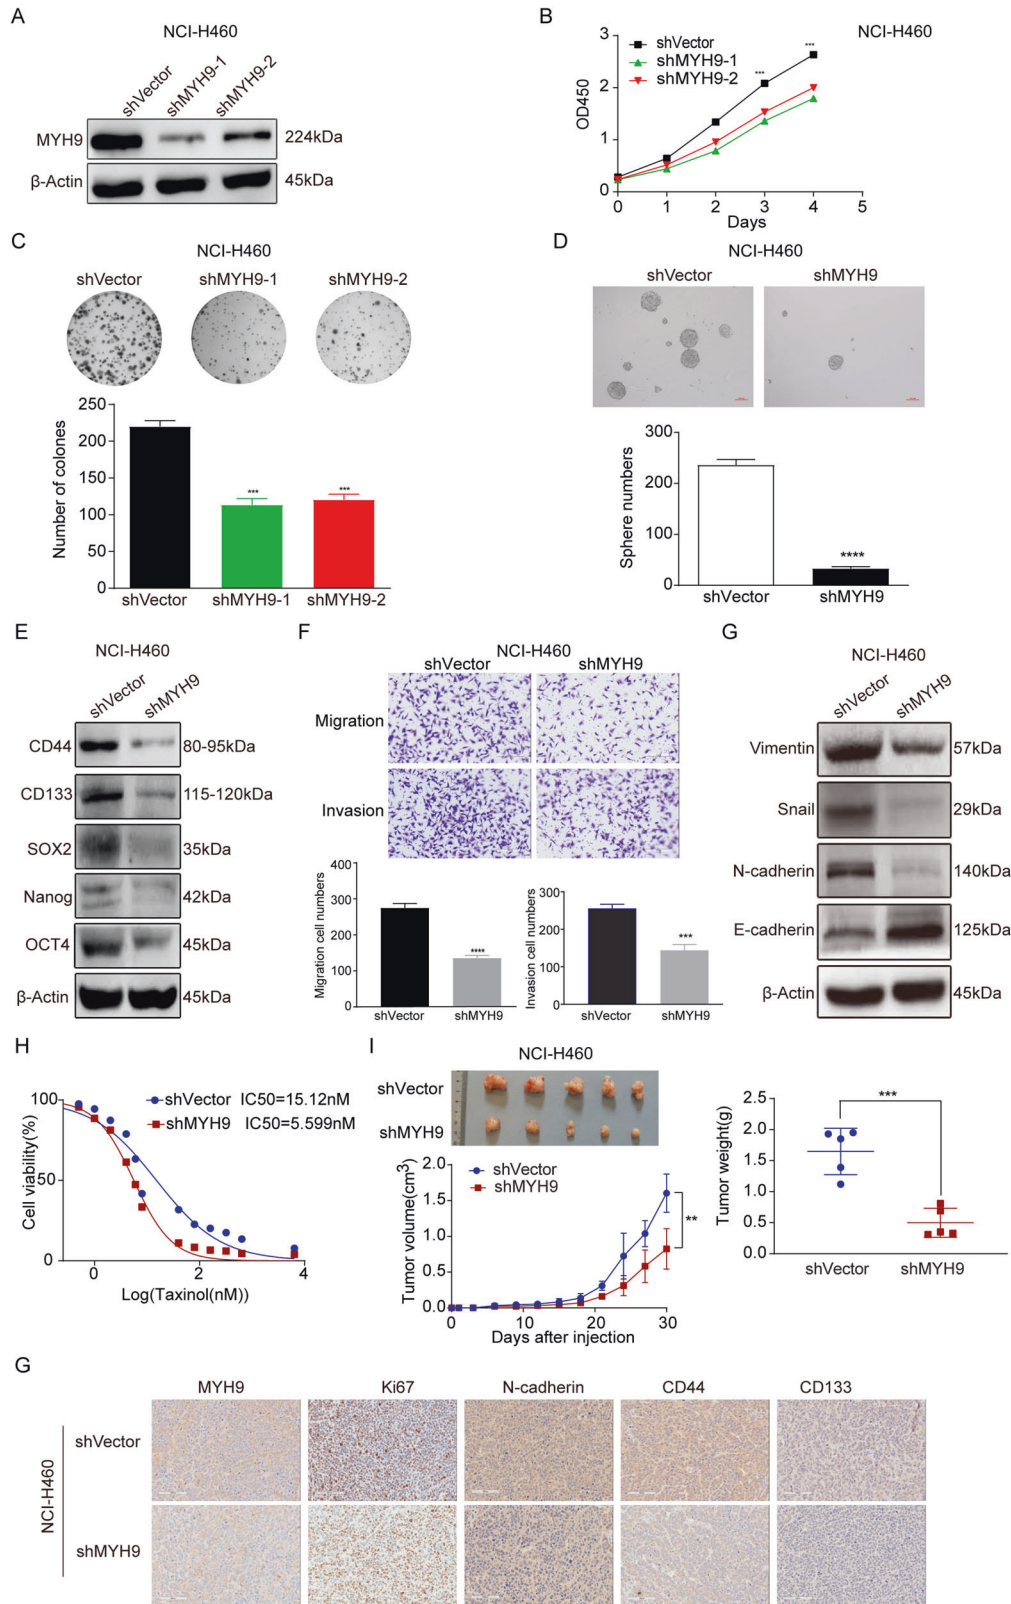 A
NCI-H460
shVector
shMYH9-1
shMYH9-2
MYH9
224kDa
β-Actin
45kDa
B
NCI-H460
shVector
shMYH9-1
shMYH9-2
***
***
OD450
3
2
1
0
0 1 2 3 4 5
Days
C
NCI-H460
shVector shMYH9-1 shMYH9-2
Number of colones
250
200
150
100
50
0
*** ***
shVector shMYH9-1 shMYH9-2
D
NCI-H460
shVector shMYH9
Sphere numbers
300
200
100
0
****
shVector shMYH9
E
NCI-H460
shVector
shMYH9
CD44 80-95kDa
CD133 115-120kDa
SOX2 35kDa
Nanog 42kDa
OCT4 45kDa
β-Actin 45kDa
F
NCI-H460
shVector shMYH9
Migration
Invasion
Migration cell numbers
400
300
200
100
0
****
shVector shMYH9
Invasion cell numbers
300
200
100
0
***
shVector shMYH9
G
NCI-H460
shVector
shMYH9
Vimentin 57kDa
Snail 29kDa
N-cadherin 140kDa
E-cadherin 125kDa
β-Actin 45kDa
H
Cell viability(%)
100
50
0
shVector IC50=15.12nM
shMYH9 IC50=5.599nM
0 2 4
Log(Taxinol(nM))
I
NCI-H460
shVector
shMYH9
Tumor volume(cm³)
2.0
1.5
1.0
0.5
0.0
shVector
shMYH9
**
0 10 20 30
Days after injection
Tumor weight(g)
2.5
2.0
1.5
1.0
0.5
0.0
***
shVector shMYH9
G
MYH9 Ki67 N-cadherin CD44 CD133
NCI-H460
shVector
shMYH9